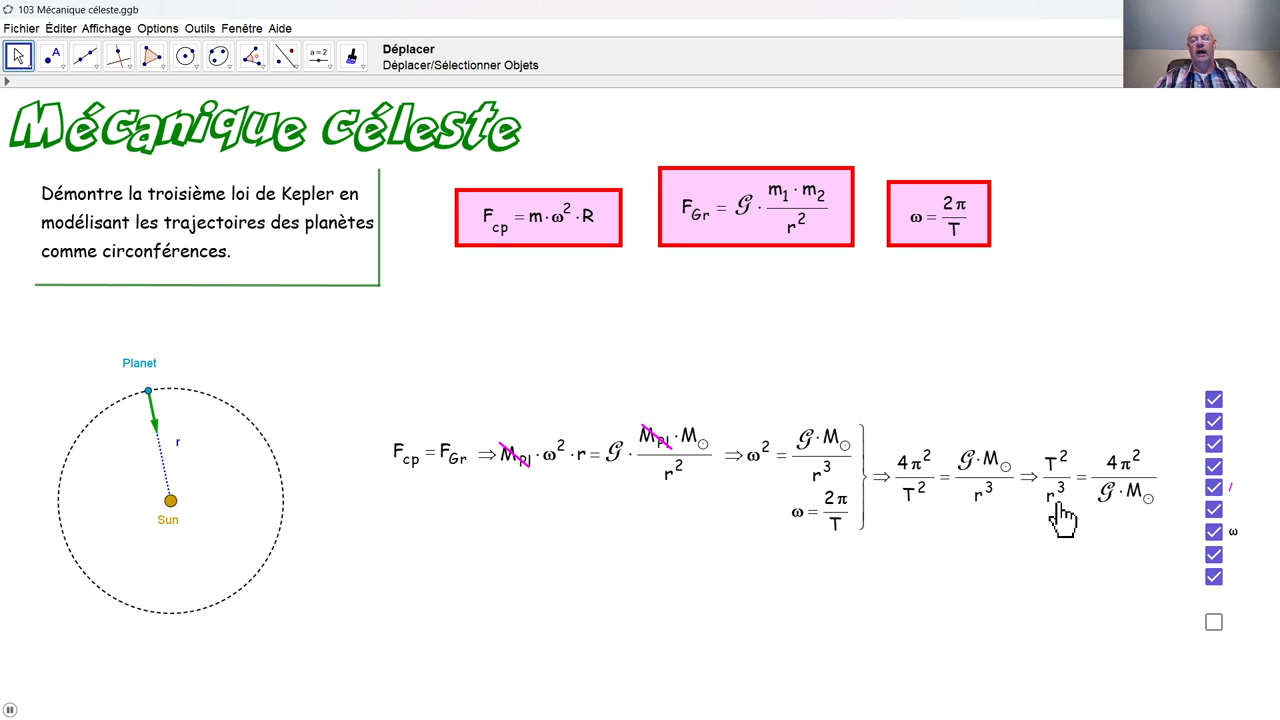 103 Mécanique céleste.ggb
Fichier Éditer Affichage Options Outils Fenêtre Aide
A
a=2
Déplacer
Déplacer/Sélectionner Objets
Mécanique céleste
Démontre la troisième loi de Kepler en
modélisant les trajectoires des planètes
comme circonférences.
F_cp = m · ω² · R
F_Gr = 𝒢 · (m₁ · m₂)/r²
ω = 2π/T
Planet
r
Sun
F_cp = F_Gr ⇒ M_Pl · ω² · r = 𝒢 · (M_Pl · M_☉)/r² ⇒ ω² = (𝒢 · M_☉)/r³
ω = 2π/T
⇒ 4π²/T² = (𝒢 · M_☉)/r³ ⇒ T²/r³ = 4π²/(𝒢 · M_☉)
/
ω